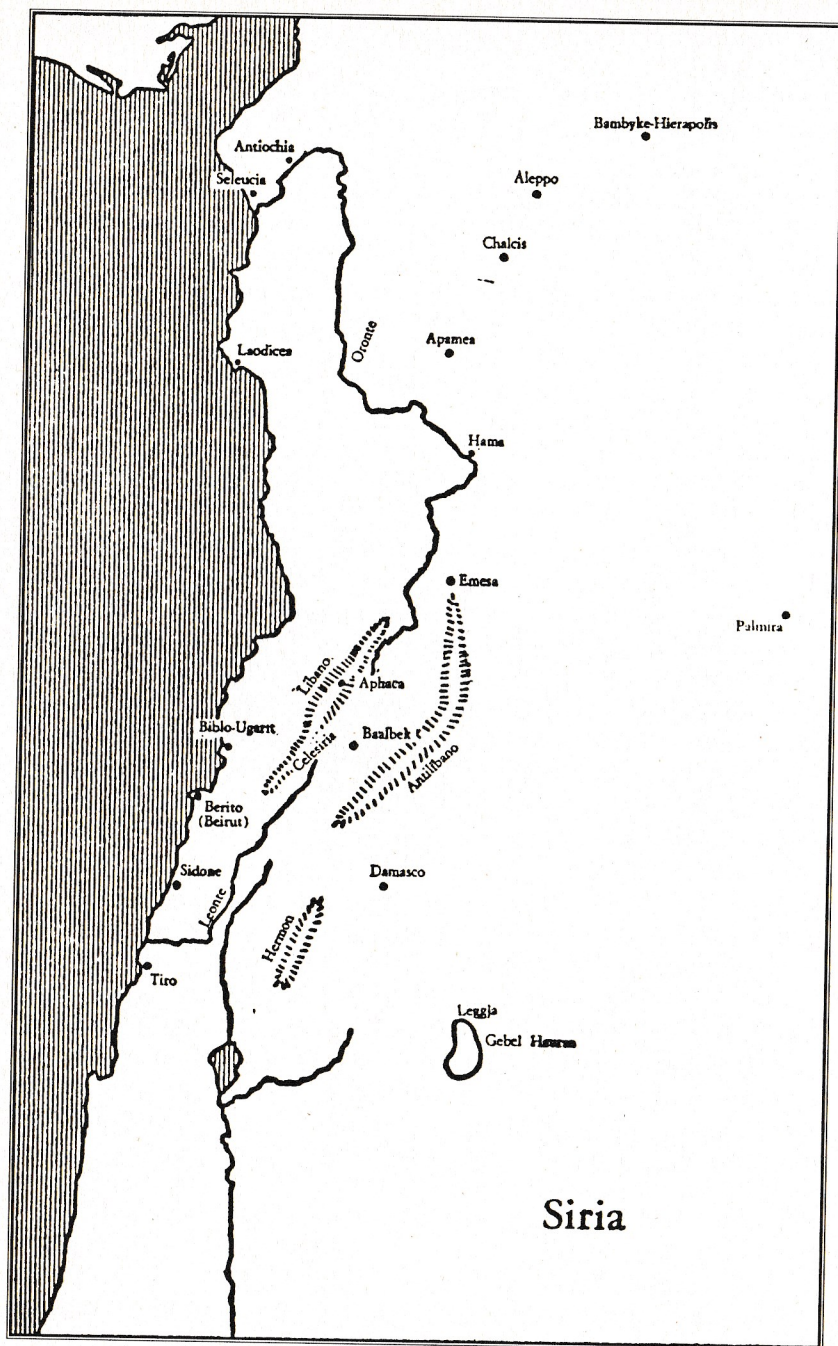 Bambyke-Hierapolis
Antiochia
Seleucia
Aleppo
Chalcis
Oronte
Apamea
Laodicea
Hama
Emesa
Palmira
Libano
Aphaca
Biblo-Ugarit
Baalbek
Celesiria
Antilibano
Berito
(Beirut)
Sidone
Damasco
Leonte
Hermon
Tiro
Leggja
Gebel Hauran
Siria